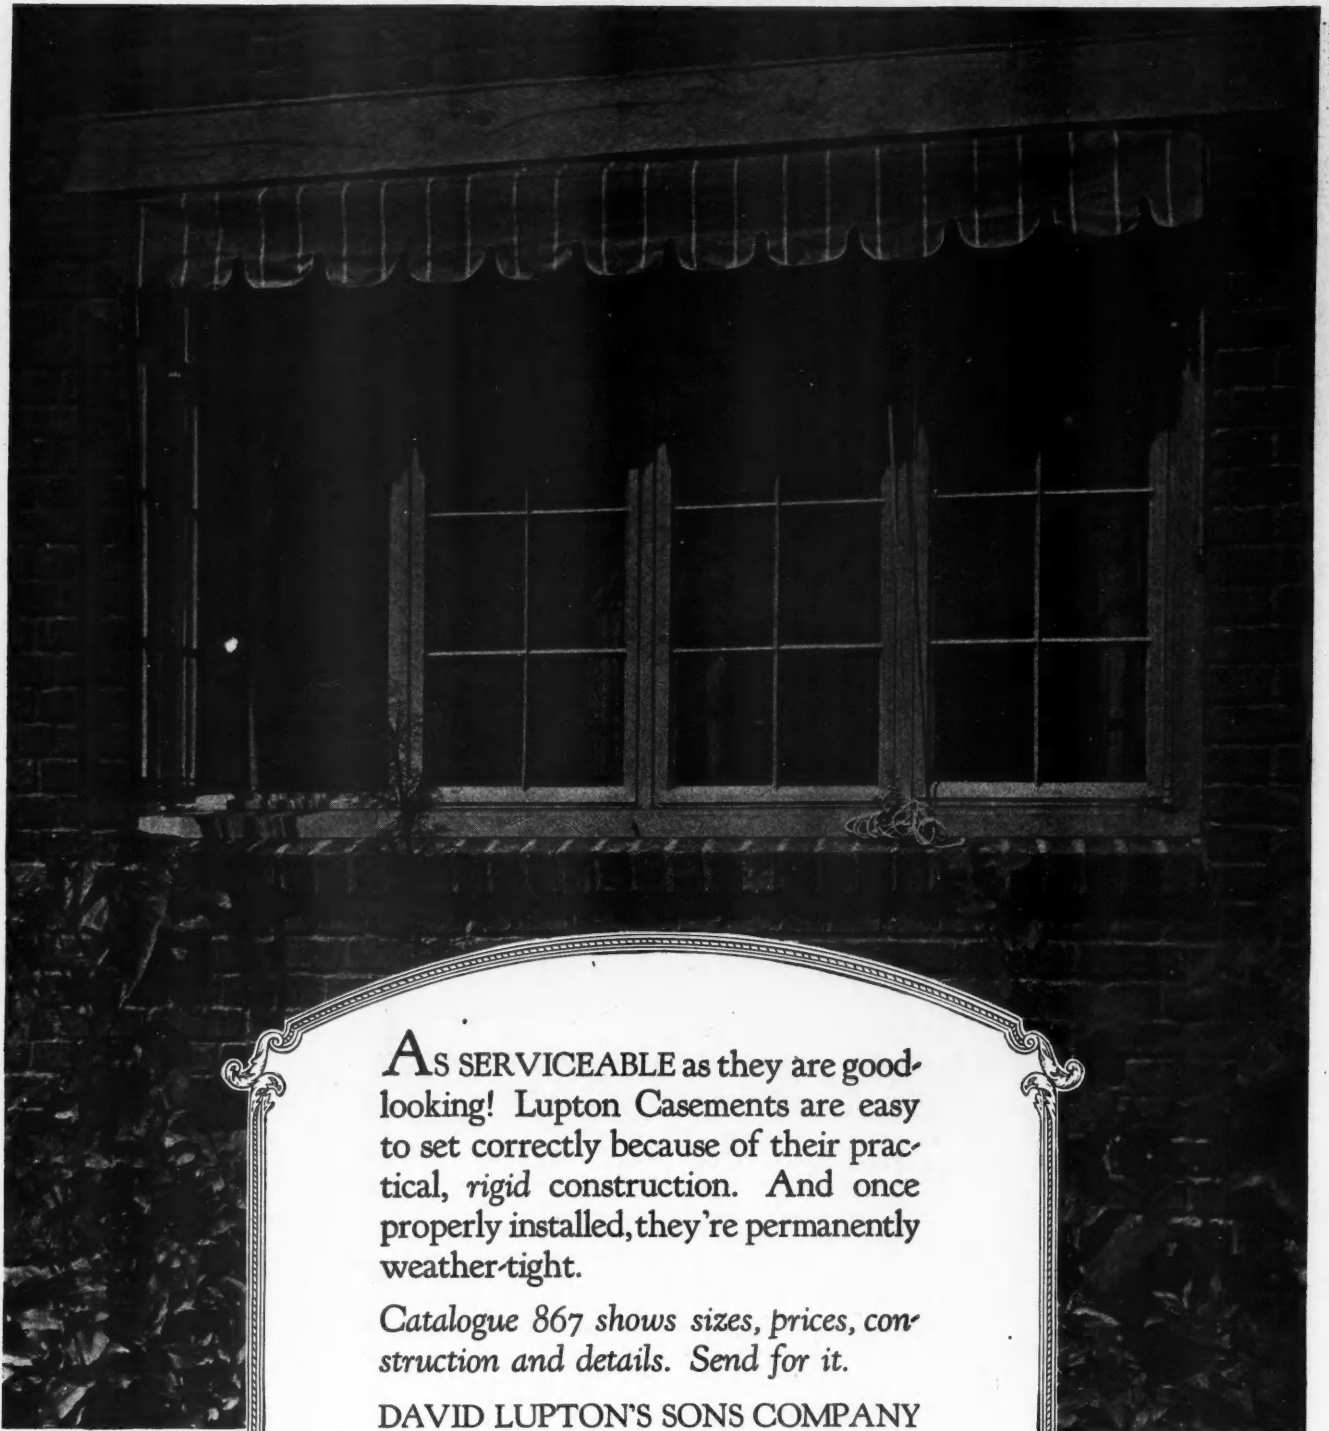 As SERVICEABLE as they are good-
looking! Lupton Casements are easy
to set correctly because of their prac-
tical, rigid construction. And once
properly installed, they're permanently
weather-tight.
Catalogue 867 shows sizes, prices, con-
struction and details. Send for it.
DAVID LUPTON'S SONS COMPANY